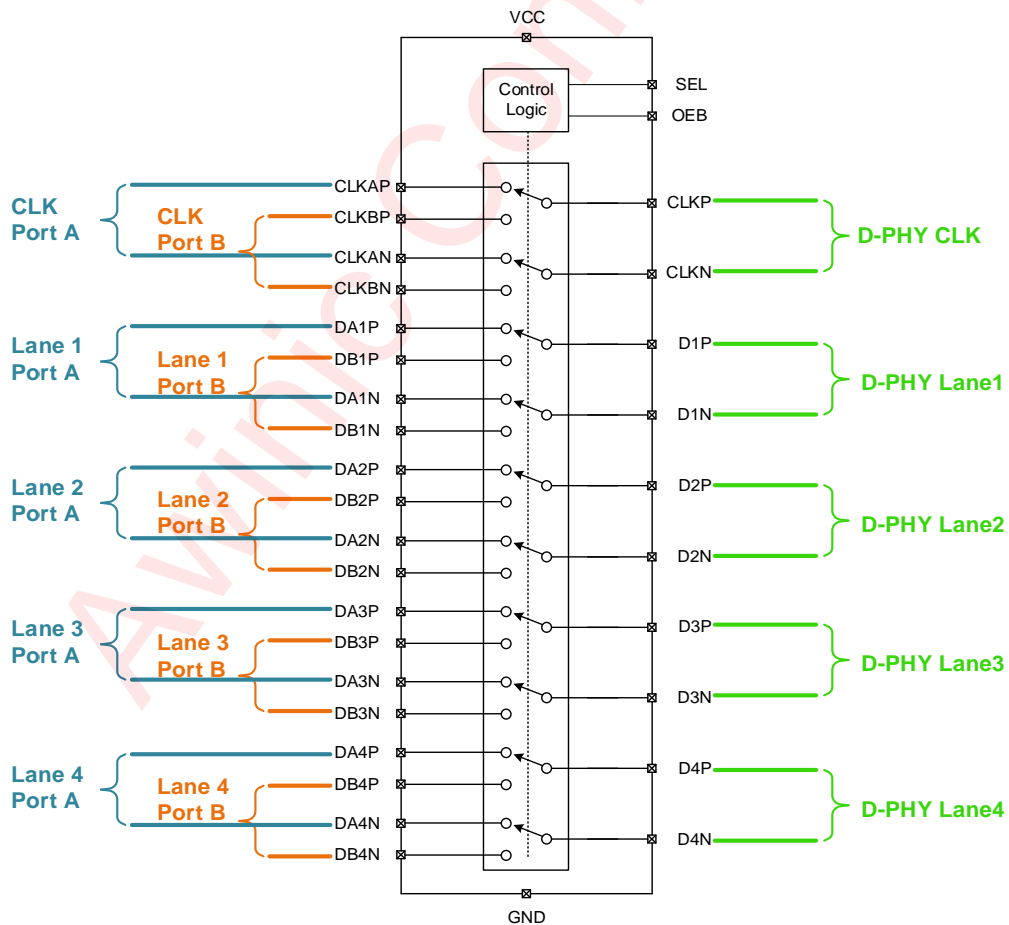 VCC
Control
Logic
SEL
OEB
CLK
Port A
CLK
Port B
CLKAP
CLKBP
CLKAN
CLKBN
CLKP
CLKN
D-PHY CLK
Lane 1
Port A
Lane 1
Port B
DA1P
DB1P
DA1N
DB1N
D1P
D1N
D-PHY Lane1
Lane 2
Port A
Lane 2
Port B
DA2P
DB2P
DA2N
DB2N
D2P
D2N
D-PHY Lane2
Lane 3
Port A
Lane 3
Port B
DA3P
DB3P
DA3N
DB3N
D3P
D3N
D-PHY Lane3
Lane 4
Port A
Lane 4
Port B
DA4P
DB4P
DA4N
DB4N
D4P
D4N
D-PHY Lane4
GND
Awinic